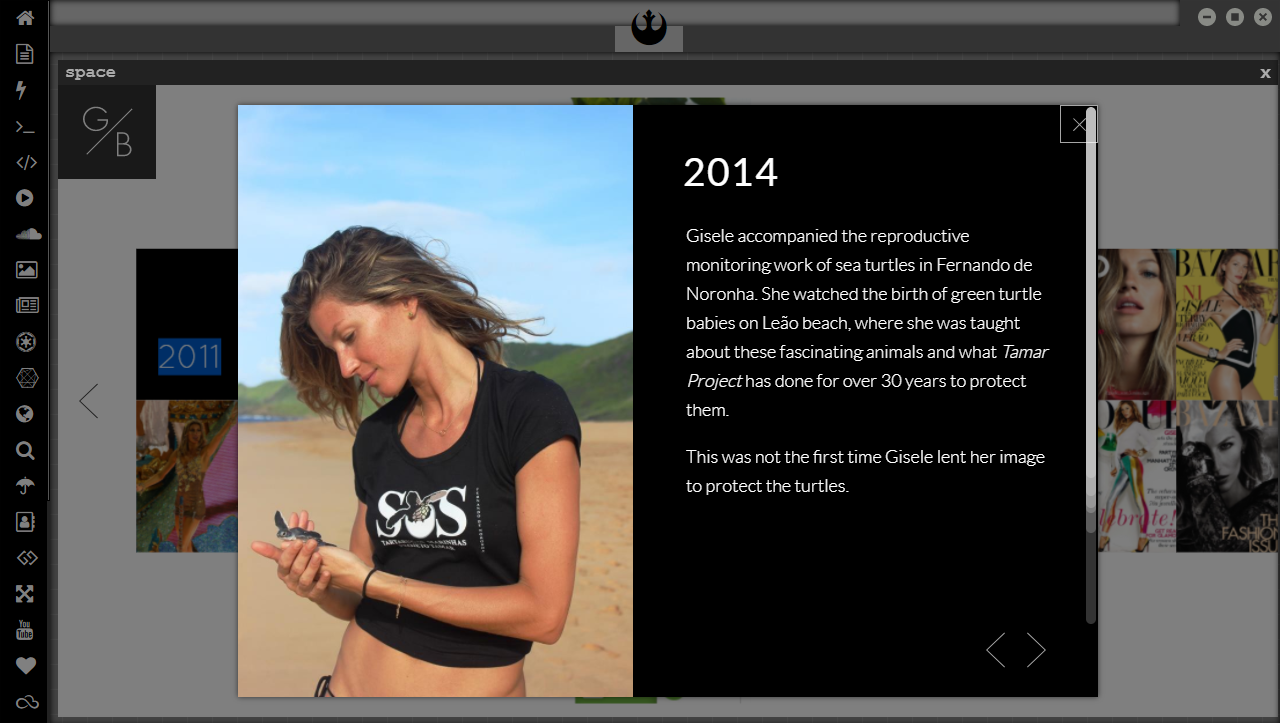 space
x
G
B
2014
Gisele accompanied the reproductive
monitoring work of sea turtles in Fernando de
Noronha. She watched the birth of green turtle
babies on Leão beach, where she was taught
about these fascinating animals and what Tamar
Project has done for over 30 years to protect
them.
This was not the first time Gisele lent her image
to protect the turtles.
2011
SOS
BAZAAR
GISELE
You
Tube